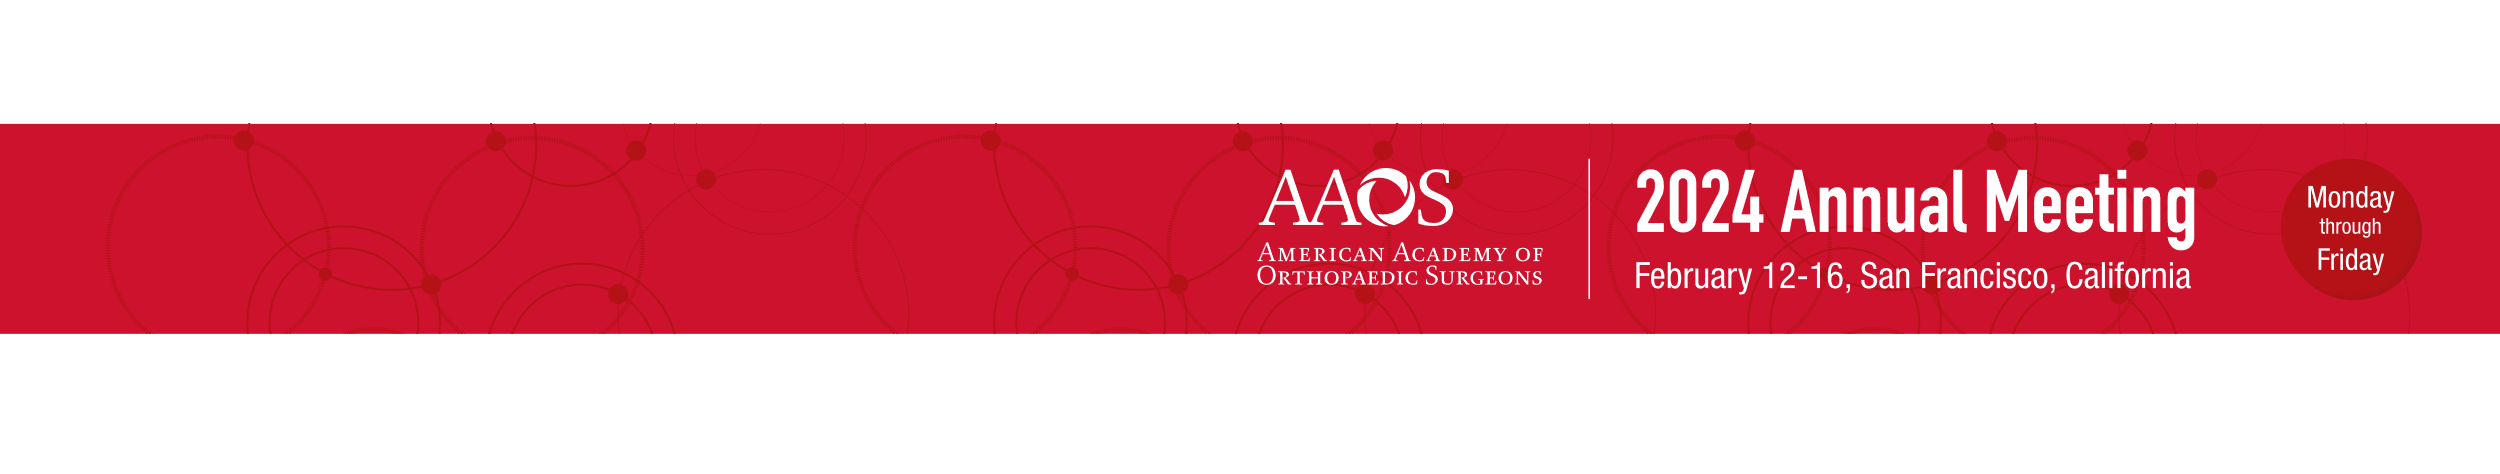 AAOS
AMERICAN ACADEMY OF
ORTHOPAEDIC SURGEONS
2024 Annual Meeting
February 12-16, San Francisco, California
Monday
through
Friday